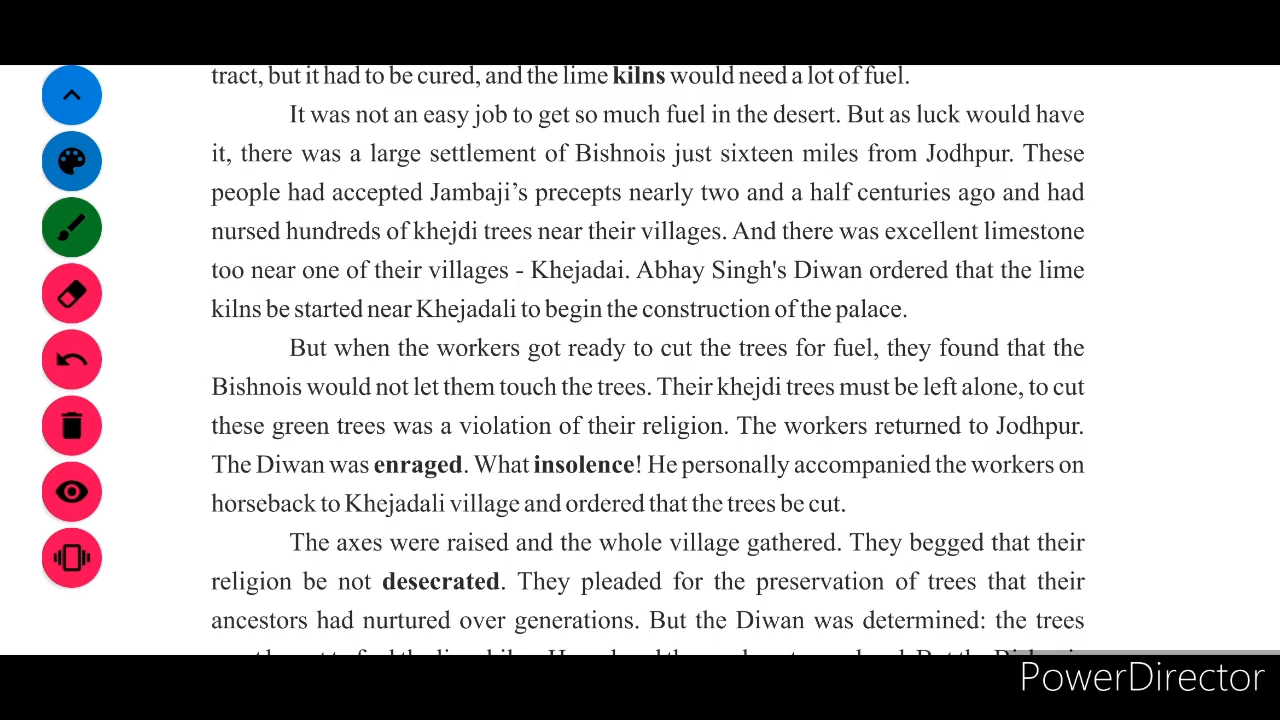 tract, but it had to be cured, and the lime kilns would need a lot of fuel.
It was not an easy job to get so much fuel in the desert. But as luck would have
it, there was a large settlement of Bishnois just sixteen miles from Jodhpur. These
people had accepted Jambaji’s precepts nearly two and a half centuries ago and had
nursed hundreds of khejdi trees near their villages. And there was excellent limestone
too near one of their villages - Khejadai. Abhay Singh's Diwan ordered that the lime
kilns be started near Khejadali to begin the construction of the palace.
But when the workers got ready to cut the trees for fuel, they found that the
Bishnois would not let them touch the trees. Their khejdi trees must be left alone, to cut
these green trees was a violation of their religion. The workers returned to Jodhpur.
The Diwan was enraged. What insolence! He personally accompanied the workers on
horseback to Khejadali village and ordered that the trees be cut.
The axes were raised and the whole village gathered. They begged that their
religion be not desecrated. They pleaded for the preservation of trees that their
ancestors had nurtured over generations. But the Diwan was determined: the trees
PowerDirector